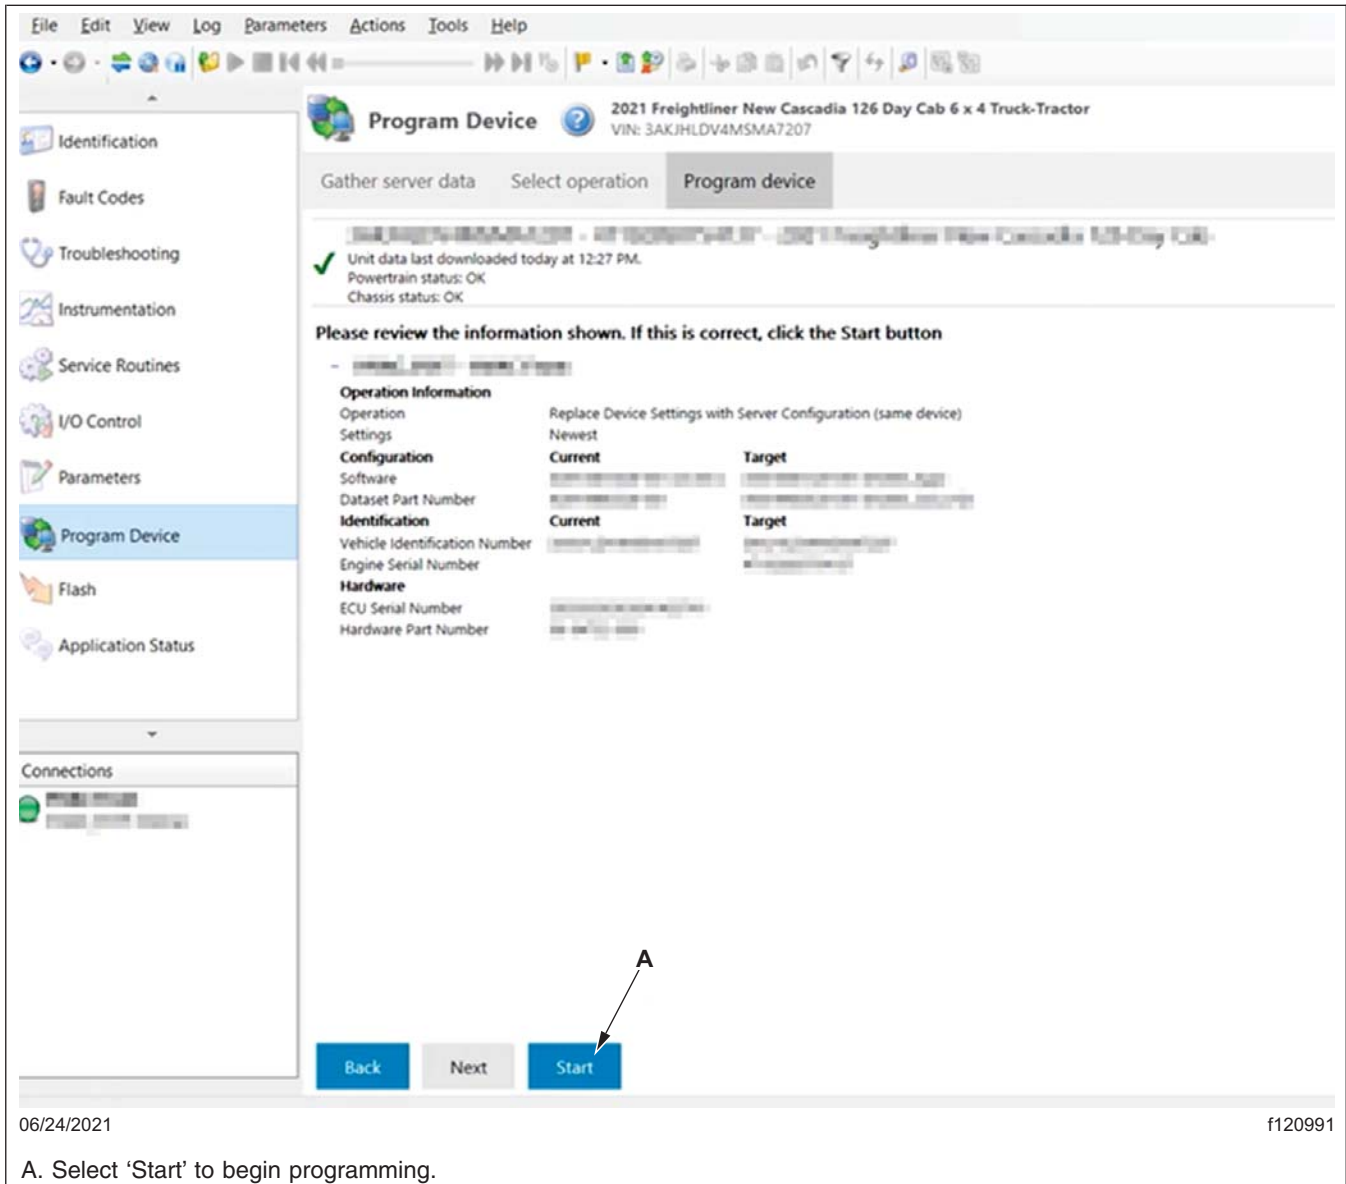 File Edit View Log Parameters Actions Tools Help
Program Device
2021 Freightliner New Cascadia 126 Day Cab 6 x 4 Truck-Tractor
VIN: 3AKJHLDV4MSMA7207
Identification
Fault Codes
Troubleshooting
Instrumentation
Service Routines
I/O Control
Parameters
Program Device
Flash
Application Status
Connections
Gather server data Select operation Program device
Unit data last downloaded today at 12:27 PM.
Powertrain status: OK
Chassis status: OK
Please review the information shown. If this is correct, click the Start button
Operation Information
Operation Replace Device Settings with Server Configuration (same device)
Settings Newest
Configuration Current Target
Software
Dataset Part Number
Identification Current Target
Vehicle Identification Number
Engine Serial Number
Hardware
ECU Serial Number
Hardware Part Number
A
Back Next Start
06/24/2021 f120991
A. Select ‘Start’ to begin programming.